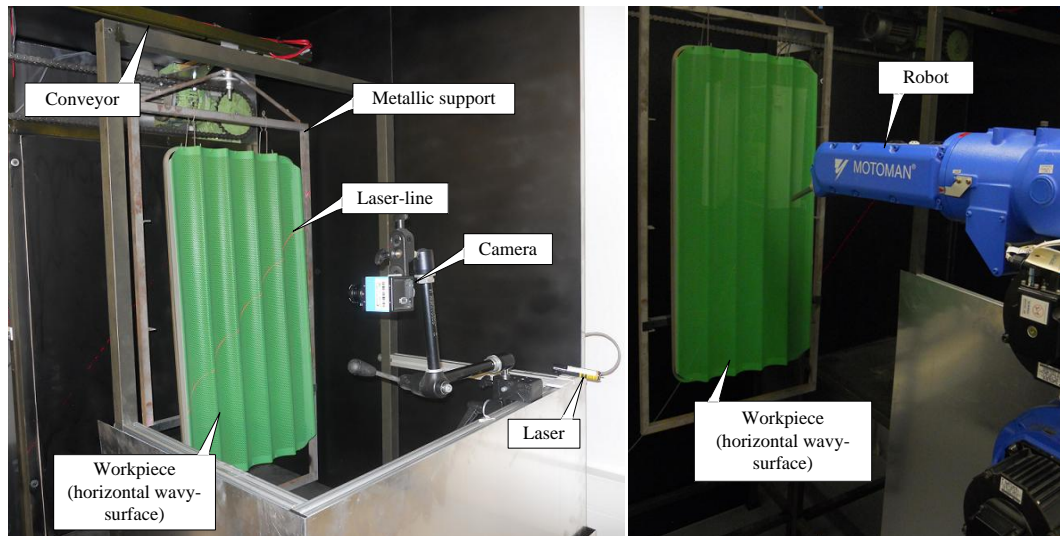 Conveyor
Metallic support
Laser-line
Camera
Laser
Workpiece
(horizontal wavy-
surface)
Robot
MOTOMAN®
Workpiece
(horizontal wavy-
surface)